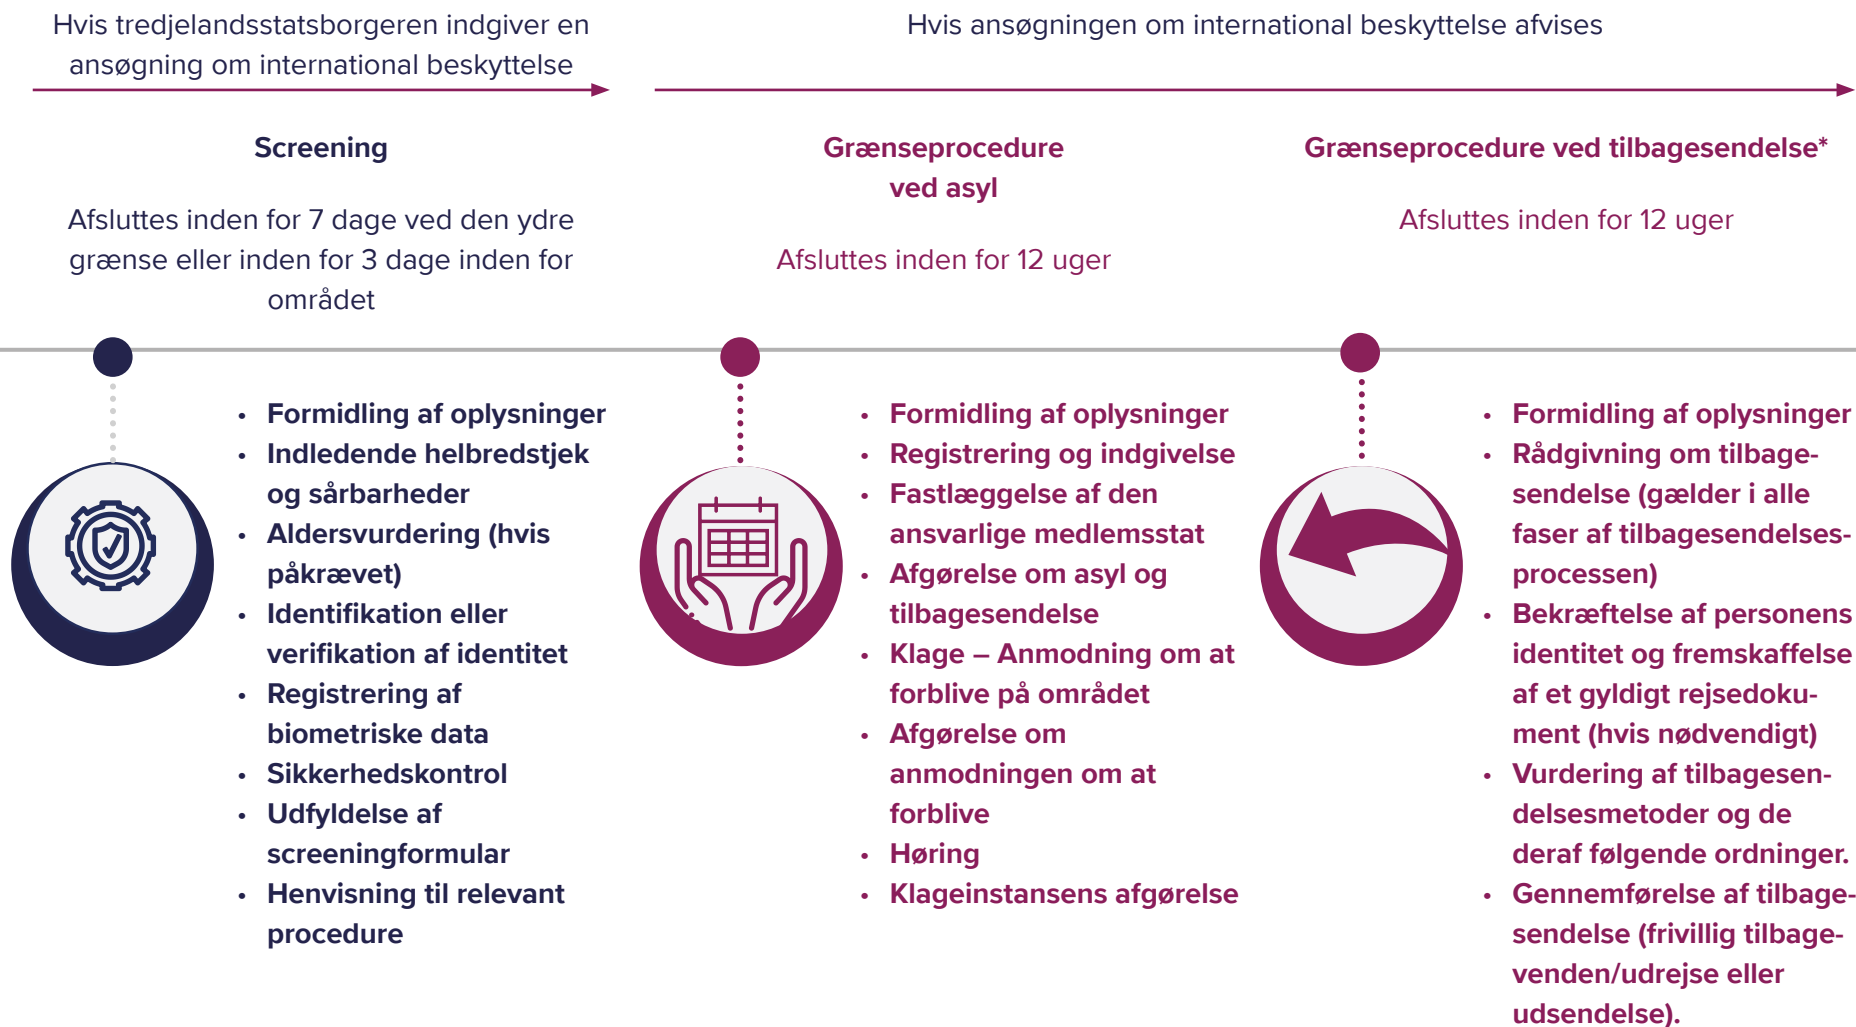 Hvis tredjelandsstatsborgeren indgiver en
ansøgning om international beskyttelse
Hvis ansøgningen om international beskyttelse afvises
Screening
Afsluttes inden for 7 dage ved den ydre
grænse eller inden for 3 dage inden for
området
• Formidling af oplysninger
• Indledende helbredstjek
og sårbarheder
• Aldersvurdering (hvis
påkrævet)
• Identifikation eller
verifikation af identitet
• Registrering af
biometriske data
• Sikkerhedskontrol
• Udfyldelse af
screeningformular
• Henvisning til relevant
procedure
Grænseprocedure
ved asyl
Afsluttes inden for 12 uger
• Formidling af oplysninger
• Registrering og indgivelse
• Fastlæggelse af den
ansvarlige medlemsstat
• Afgørelse om asyl og
tilbagesendelse
• Klage – Anmodning om at
forblive på området
• Afgørelse om
anmodningen om at
forblive
• Høring
• Klageinstansens afgørelse
Grænseprocedure ved tilbagesendelse*
Afsluttes inden for 12 uger
• Formidling af oplysninger
• Rådgivning om tilbage-
sendelse (gælder i alle
faser af tilbagesendelses-
processen)
• Bekræftelse af personens
identitet og fremskaffelse
af et gyldigt rejsedoku-
ment (hvis nødvendigt)
• Vurdering af tilbagesen-
delsesmetoder og de
deraf følgende ordninger.
• Gennemførelse af tilbage-
sendelse (frivillig tilbage-
venden/udrejse eller
udsendelse).